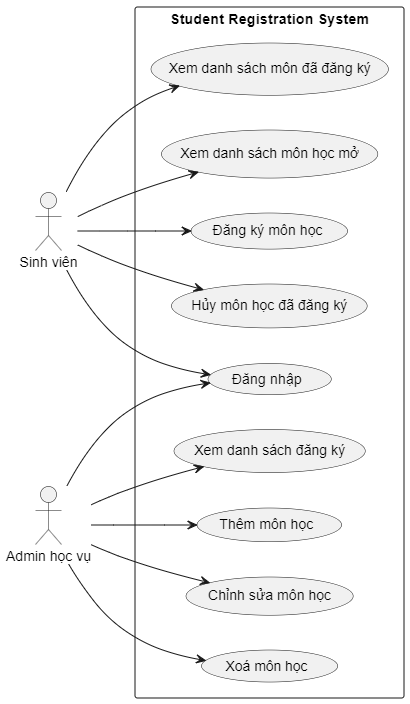 Student Registration System
Xem danh sách môn đã đăng ký
Xem danh sách môn học mở
Đăng ký môn học
Sinh viên
Hủy môn học đã đăng ký
Đăng nhập
Xem danh sách đăng ký
Thêm môn học
Admin học vụ
Chỉnh sửa môn học
Xoá môn học